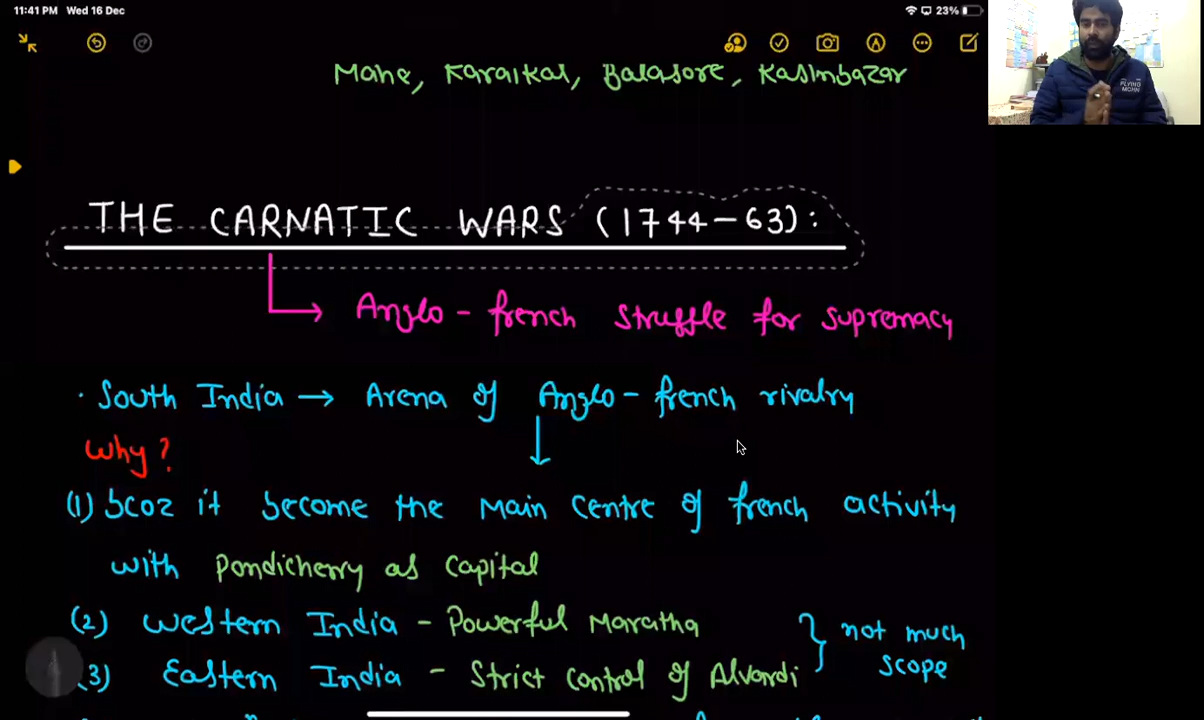 11:41 PM Wed 16 Dec
23%
Mahe, Karaikal, Balasore, Kasimbazar
PLYING
MOHN
THE CARNATIC WARS (1744-63):
Anglo-french struffle for supremacy
· South India → Arena of Anglo-french rivalry
Why?
(1) bcoz it become the main centre of french activity
with Pondicherry as capital
(2) Western India - Powerful Maratha
(3) Eastern India - Strict control of Alvardi
} not much
scope